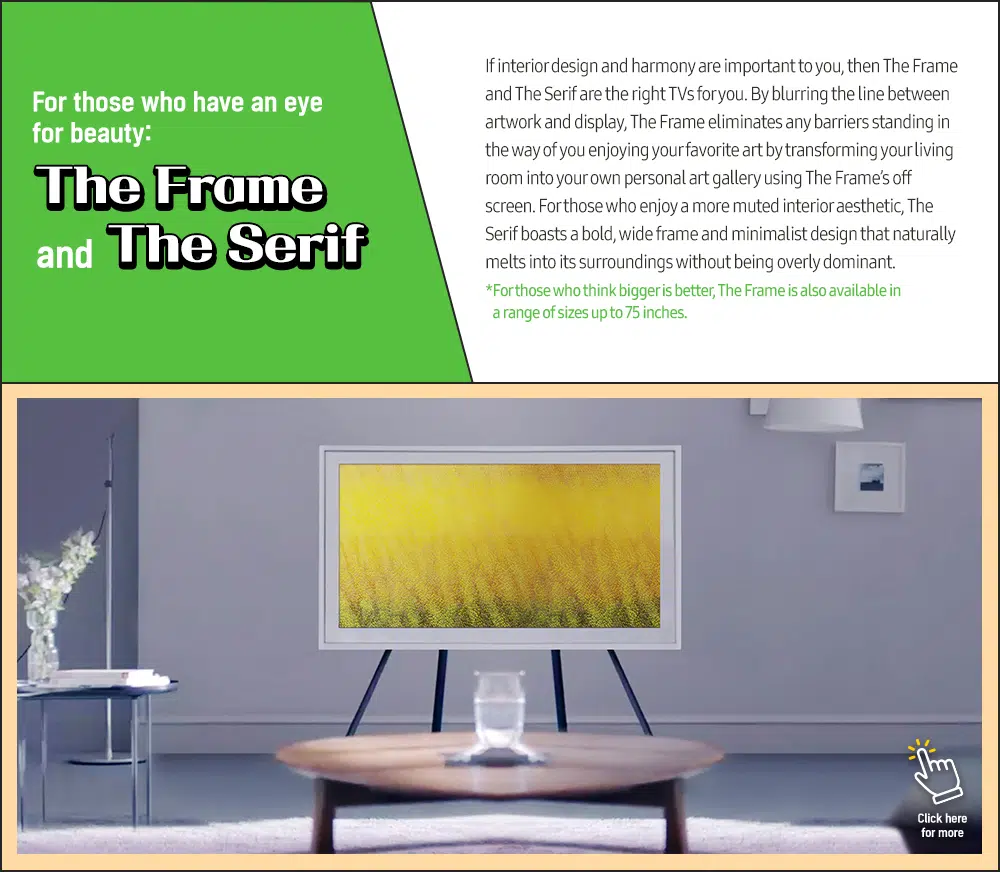 For those who have an eye
for beauty:
The Frame
and The Serif
If interior design and harmony are important to you, then The Frame
and The Serif are the right TVs for you. By blurring the line between
artwork and display, The Frame eliminates any barriers standing in
the way of you enjoying your favorite art by transforming your living
room into your own personal art gallery using The Frame's off
screen. For those who enjoy a more muted interior aesthetic, The
Serif boasts a bold, wide frame and minimalist design that naturally
melts into its surroundings without being overly dominant.
*For those who think bigger is better, The Frame is also available in
a range of sizes up to 75 inches.
Click here
for more